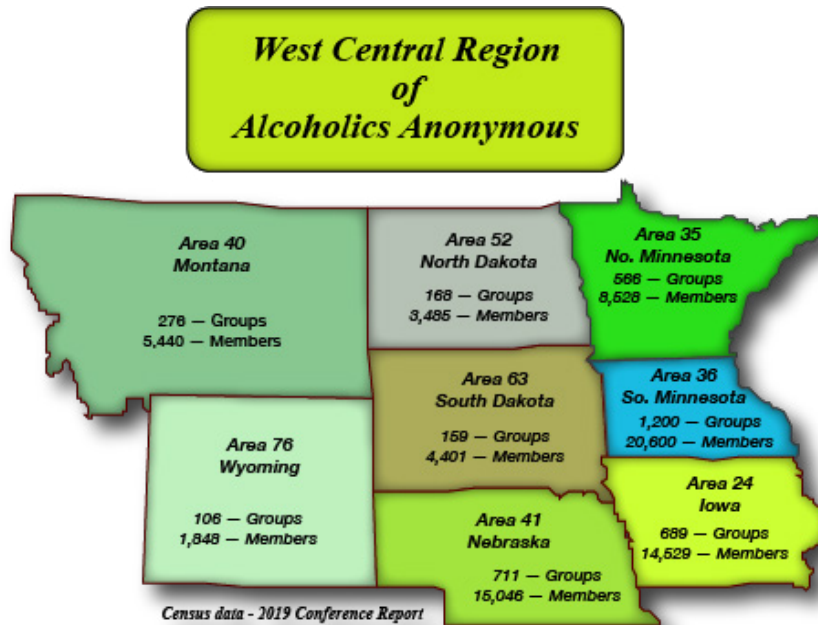 West Central Region
of
Alcoholics Anonymous
Area 40
Montana
276 — Groups
5,440 — Members
Area 52
North Dakota
168 — Groups
3,485 — Members
Area 35
No. Minnesota
566 — Groups
8,528 — Members
Area 63
South Dakota
159 — Groups
4,401 — Members
Area 36
So. Minnesota
1,200 — Groups
20,600 — Members
Area 76
Wyoming
106 — Groups
1,848 — Members
Area 41
Nebraska
711 — Groups
15,046 — Members
Area 24
Iowa
689 — Groups
14,529 — Members
Census data - 2019 Conference Report